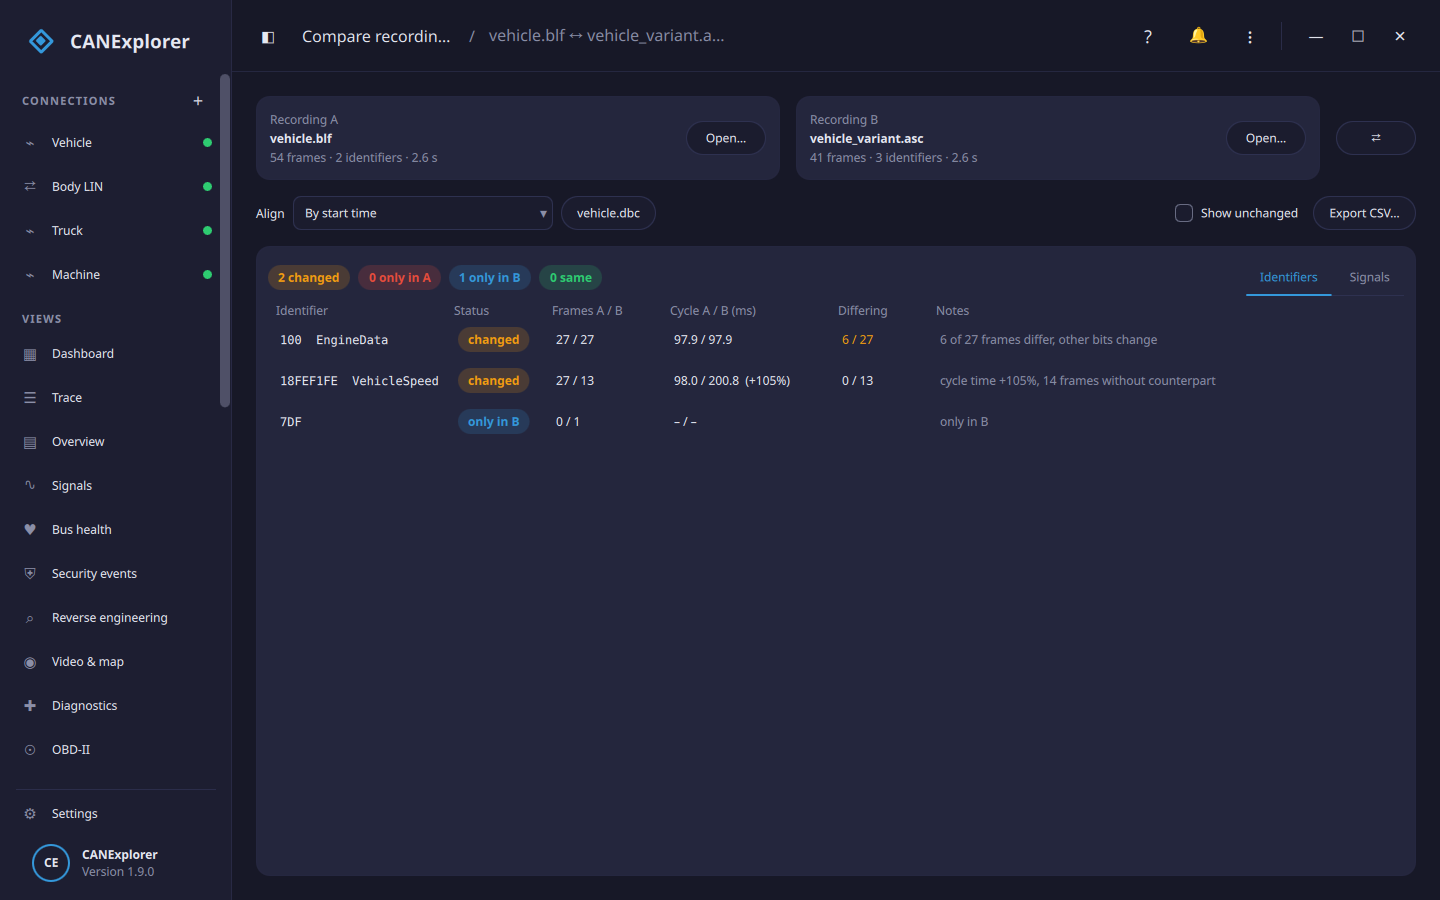 CANExplorer
Compare recordin... / vehicle.blf ↔ vehicle_variant.a...
?
CONNECTIONS +
Vehicle
Body LIN
Truck
Machine
VIEWS
Dashboard
Trace
Overview
Signals
Bus health
Security events
Reverse engineering
Video & map
Diagnostics
OBD-II
Settings
CE
CANExplorer
Version 1.9.0
Recording A
vehicle.blf
54 frames · 2 identifiers · 2.6 s
Open...
Recording B
vehicle_variant.asc
41 frames · 3 identifiers · 2.6 s
Open...
⇄
Align By start time vehicle.dbc
Show unchanged Export CSV...
2 changed 0 only in A 1 only in B 0 same
Identifiers Signals
Identifier Status Frames A / B Cycle A / B (ms) Differing Notes
100 EngineData changed 27 / 27 97.9 / 97.9 6 / 27 6 of 27 frames differ, other bits change
18FEF1FE VehicleSpeed changed 27 / 13 98.0 / 200.8 (+105%) 0 / 13 cycle time +105%, 14 frames without counterpart
7DF only in B 0 / 1 – / – only in B